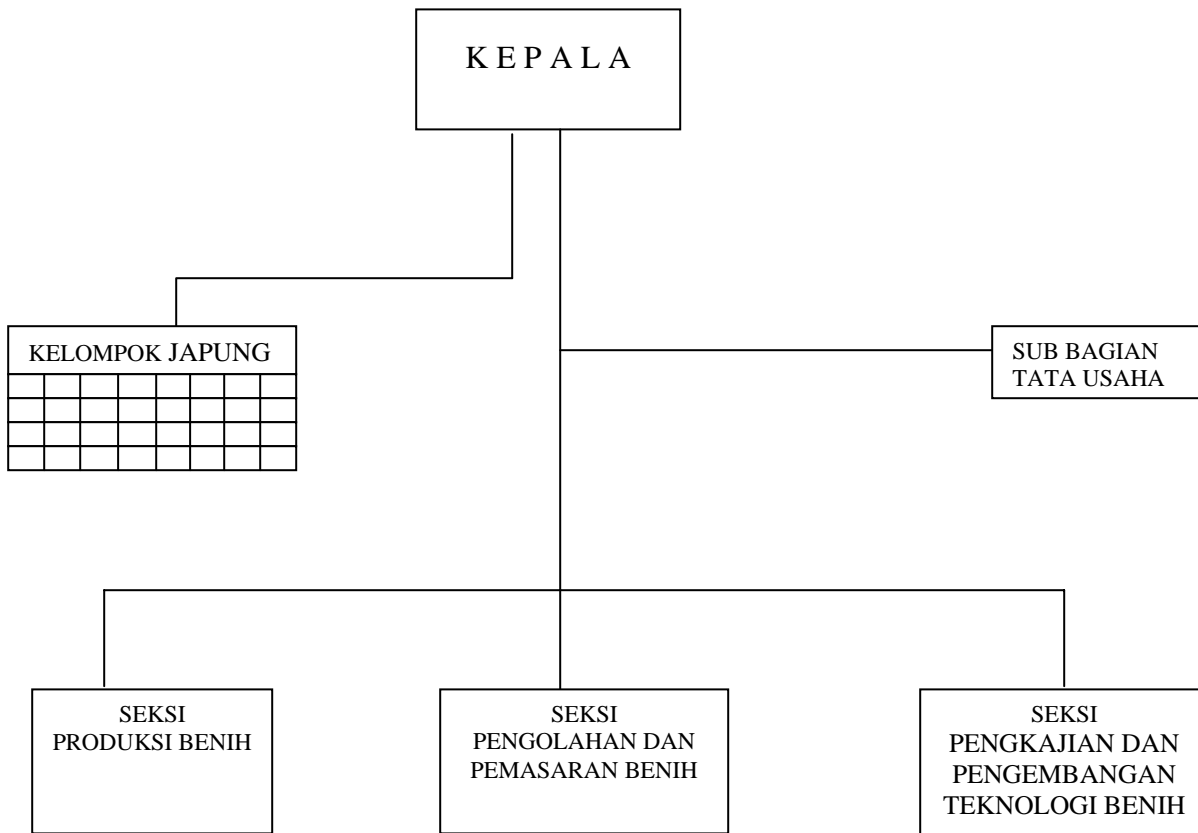 K E P A L A
KELOMPOK JAPUNG
SUB BAGIAN
TATA USAHA
SEKSI
PRODUKSI BENIH
SEKSI
PENGOLAHAN DAN
PEMASARAN BENIH
SEKSI
PENGKAJIAN DAN
PENGEMBANGAN
TEKNOLOGI BENIH